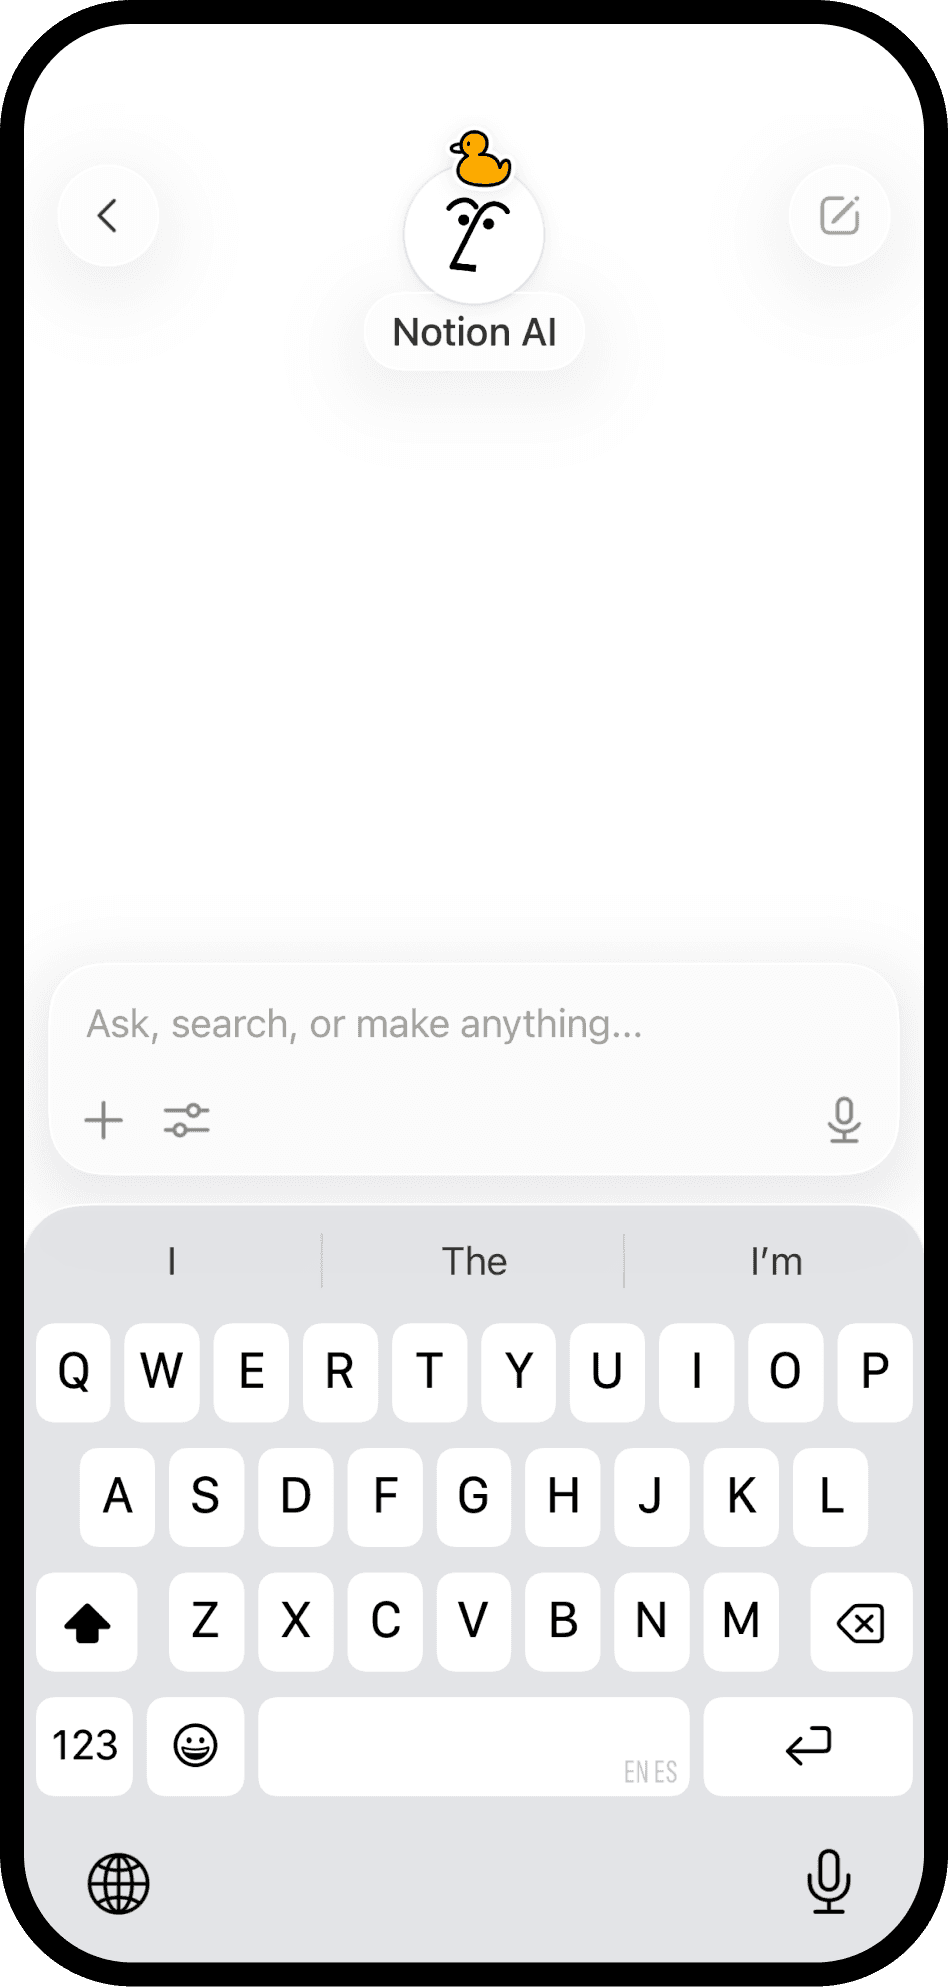 Notion AI
Ask, search, or make anything...
I The I’m
Q W E R T Y U I O P
A S D F G H J K L
Z X C V B N M
123 EN ES